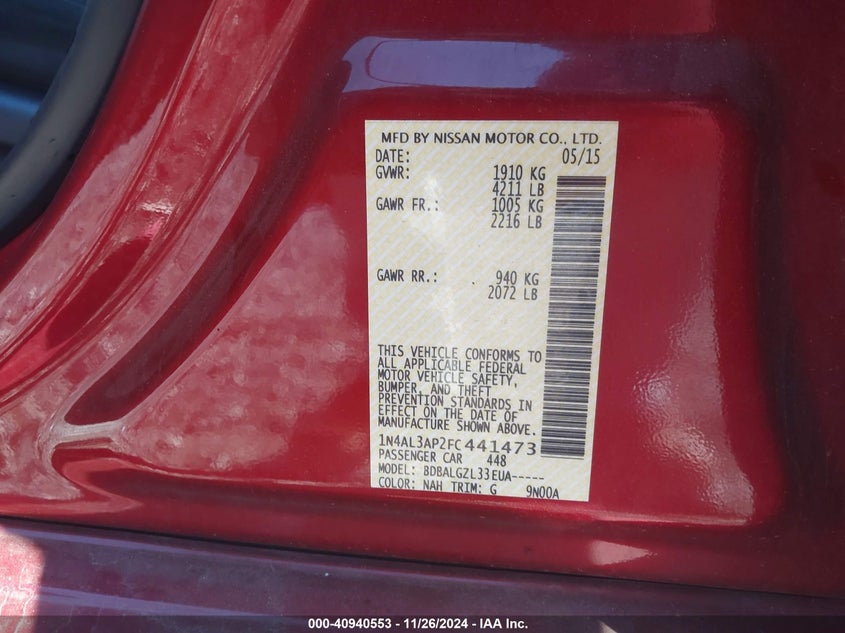 MFD BY NISSAN MOTOR CO., LTD.
DATE: 05/15
GVWR: 1910 KG
4211 LB
GAWR FR.: 1005 KG
2216 LB
GAWR RR.: 940 KG
2072 LB
THIS VEHICLE CONFORMS TO
ALL APPLICABLE FEDERAL
MOTOR VEHICLE SAFETY,
BUMPER, AND THEFT
PREVENTION STANDARDS IN
EFFECT ON THE DATE OF
MANUFACTURE SHOWN ABOVE.
1N4AL3AP2FC441473
PASSENGER CAR 448
MODEL: BDBALGZL33EUA-----
COLOR: NAH TRIM: G 9N00A
000-40940553 - 11/26/2024 - IAA Inc.